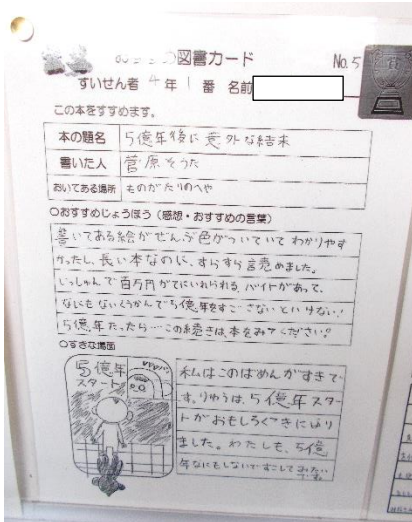 の図書カード No.5
すいせん者 4年 1番 名前
この本をすすめます。
本の題名 5億年後に意外な結末
書いた人 菅原そうた
おいてある場所 ものがたりのへや
○おすすめじょうほう（感想・おすすめの言葉）
書いてある絵がぜんぶ色がついていてわかりやす
かったし、長い本なのに、すらすら読めました。
いっしゅんで百万円がてにいれられるバイトがあって、
なにもないくうかんで5億年をすごさないといけない!
5億年たったら…この続きは本をみてください?
○すきな場面
5億年
スタート
私はこのばめんがすきで
す。りゆうは、5億年スター
トがおもしろくすきになり
ました。わたしも、5億
年なにもしないですごしてみたい
ですね